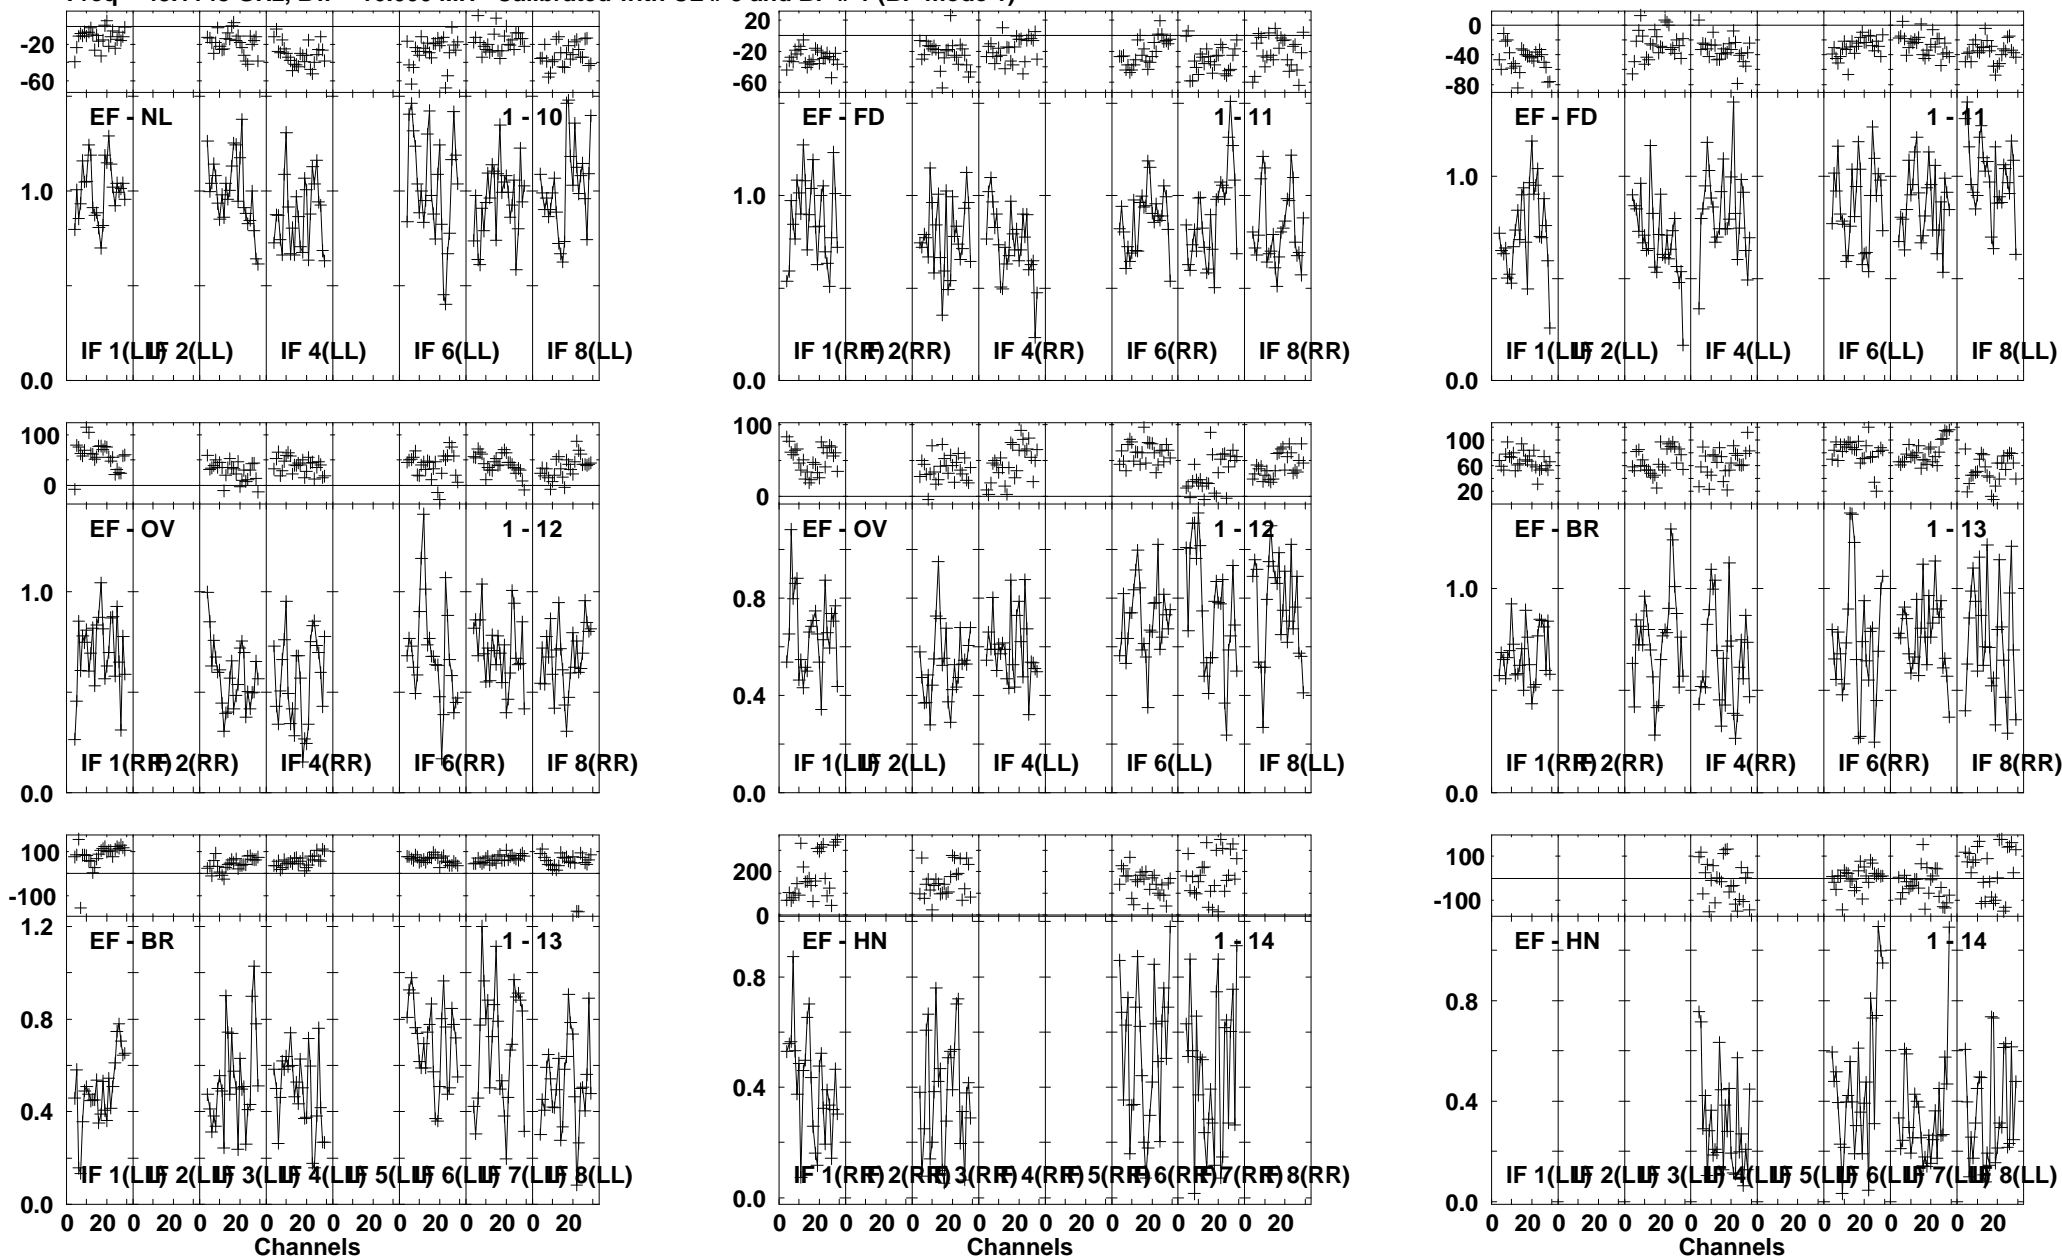 -20
-60
EF - NL
1 - 10
1.0
IF 1(LL) IF 2(LL) IF 4(LL) IF 6(LL) IF 8(LL)
0.0
20
-20
-60
EF - FD
1 - 11
1.0
IF 1(RR) IF 2(RR) IF 4(RR) IF 6(RR) IF 8(RR)
0.0
0
-40
-80
EF - FD
1 - 11
1.0
IF 1(LL) IF 2(LL) IF 4(LL) IF 6(LL) IF 8(LL)
0.0
100
0
EF - OV
1 - 12
1.0
IF 1(RR) IF 2(RR) IF 4(RR) IF 6(RR) IF 8(RR)
0.0
100
0
EF - OV
1 - 12
0.8
0.4
IF 1(LL) IF 2(LL) IF 4(LL) IF 6(LL) IF 8(LL)
0.0
100
60
20
EF - BR
1 - 13
1.0
IF 1(RR) IF 2(RR) IF 4(RR) IF 6(RR) IF 8(RR)
0.0
100
-100
1.2
EF - BR
1 - 13
0.8
0.4
IF 1(LL) IF 2(LL) IF 3(LL) IF 4(LL) IF 5(LL) IF 6(LL) IF 7(LL) IF 8(LL)
0.0
0 20 0 20 0 20 0 20 0 20 0 20 0 20 0 20
Channels
200
0
EF - HN
1 - 14
0.8
0.4
IF 1(RR) IF 2(RR) IF 3(RR) IF 4(RR) IF 5(RR) IF 6(RR) IF 7(RR) IF 8(RR)
0.0
0 20 0 20 0 20 0 20 0 20 0 20 0 20 0 20
Channels
100
-100
EF - HN
1 - 14
0.8
0.4
IF 1(LL) IF 2(LL) IF 3(LL) IF 4(LL) IF 5(LL) IF 6(LL) IF 7(LL) IF 8(LL)
0.0
0 20 0 20 0 20 0 20 0 20 0 20 0 20 0 20
Channels